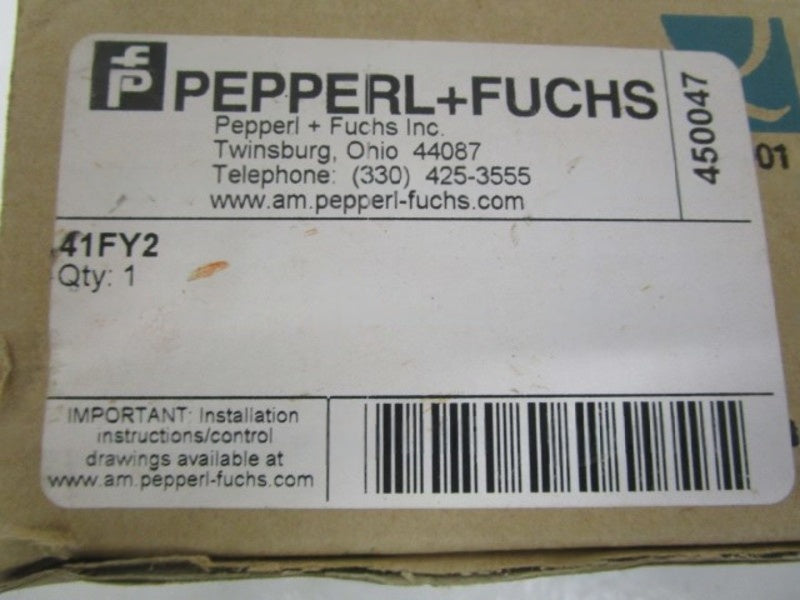 PEPPERL+FUCHS
Pepperl + Fuchs Inc.
Twinsburg, Ohio 44087
Telephone: (330) 425-3555
www.am.pepperl-fuchs.com
450047
01
41FY2
Qty: 1
IMPORTANT: Installation
instructions/control
drawings available at
www.am.pepperl-fuchs.com